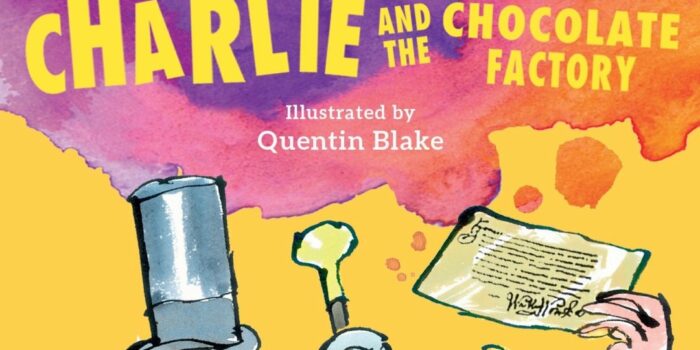 CHARLIE AND THE CHOCOLATE FACTORY
Illustrated by
Quentin Blake